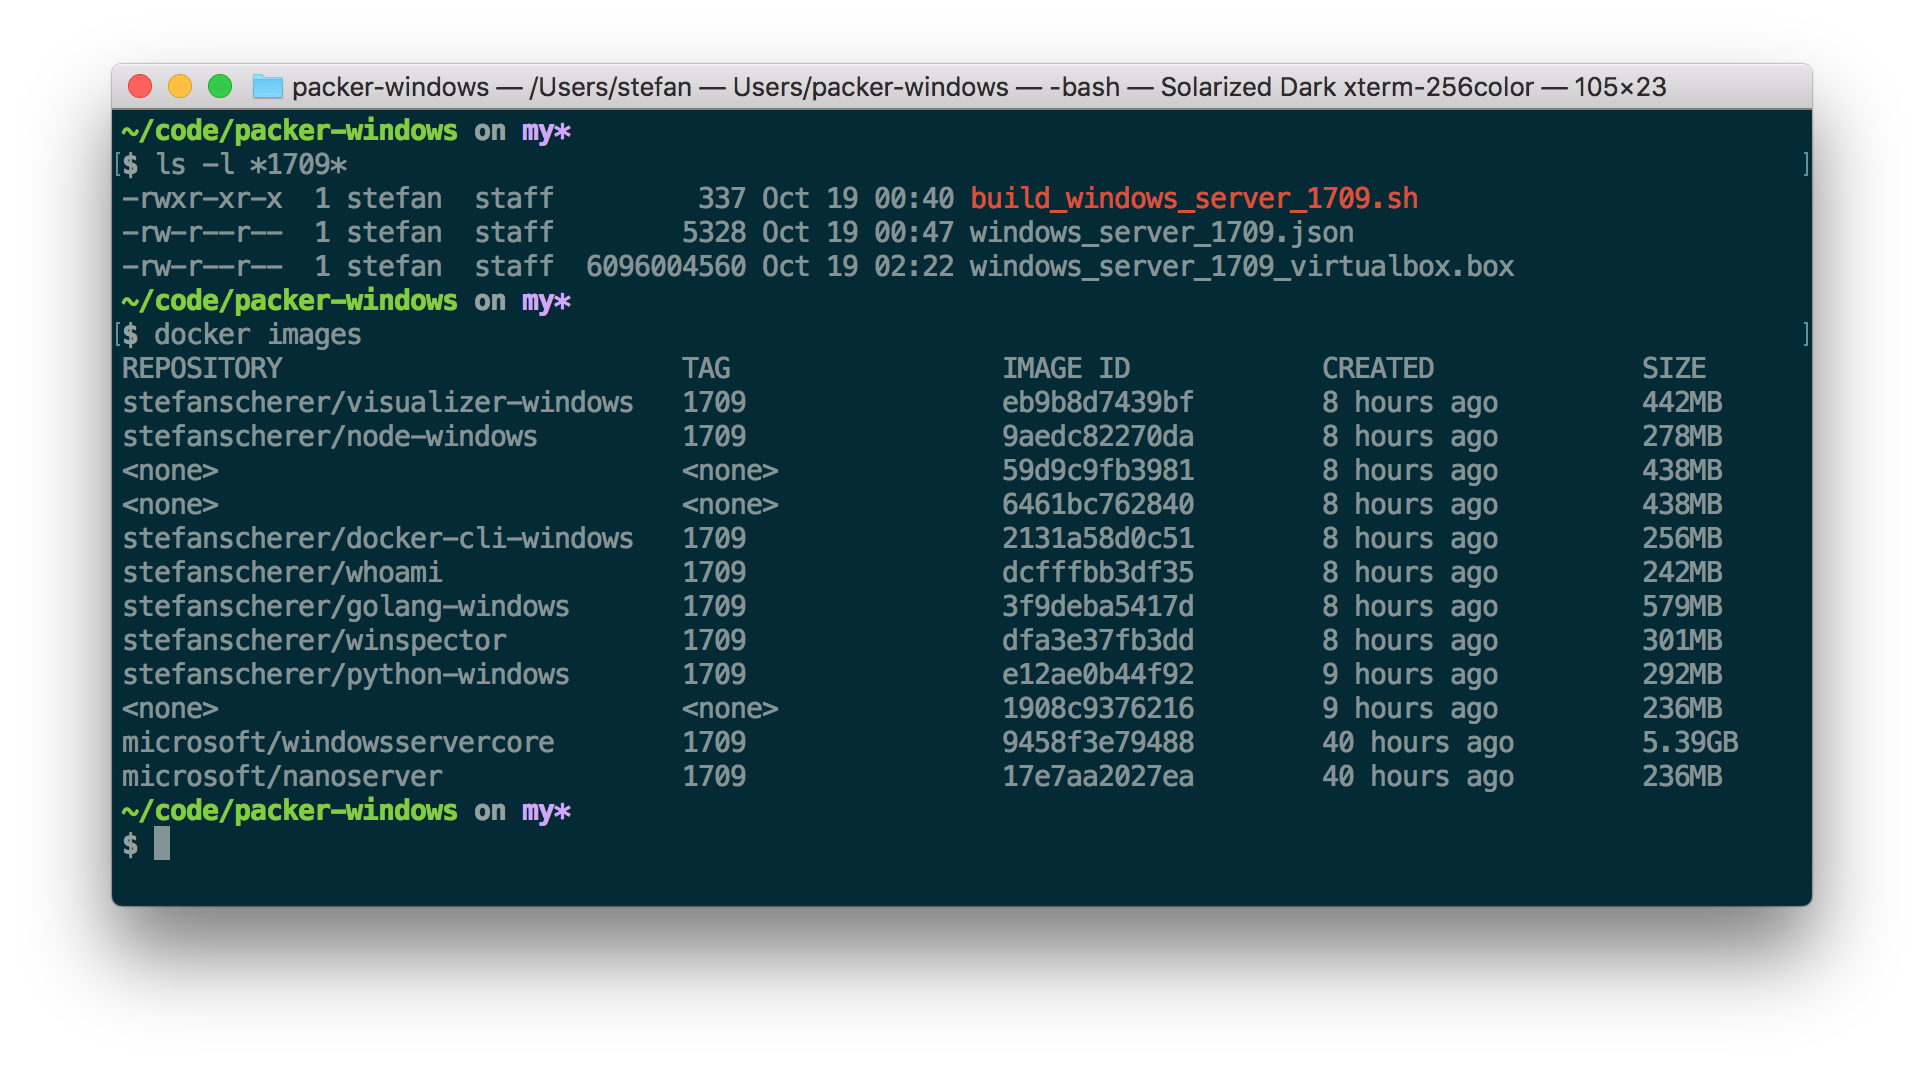 packer-windows — /Users/stefan — Users/packer-windows — -bash — Solarized Dark xterm-256color — 105×23
~/code/packer-windows on my*
[$ ls -l *1709* ]
-rwxr-xr-x  1 stefan  staff         337 Oct 19 00:40 build_windows_server_1709.sh
-rw-r--r--  1 stefan  staff        5328 Oct 19 00:47 windows_server_1709.json
-rw-r--r--  1 stefan  staff  6096004560 Oct 19 02:22 windows_server_1709_virtualbox.box
~/code/packer-windows on my*
[$ docker images ]
REPOSITORY                         TAG                 IMAGE ID            CREATED             SIZE
stefanscherer/visualizer-windows   1709                eb9b8d7439bf        8 hours ago         442MB
stefanscherer/node-windows         1709                9aedc82270da        8 hours ago         278MB
<none>                             <none>              59d9c9fb3981        8 hours ago         438MB
<none>                             <none>              6461bc762840        8 hours ago         438MB
stefanscherer/docker-cli-windows   1709                2131a58d0c51        8 hours ago         256MB
stefanscherer/whoami               1709                dcfffbb3df35        8 hours ago         242MB
stefanscherer/golang-windows       1709                3f9deba5417d        8 hours ago         579MB
stefanscherer/winspector           1709                dfa3e37fb3dd        8 hours ago         301MB
stefanscherer/python-windows       1709                e12ae0b44f92        9 hours ago         292MB
<none>                             <none>              1908c9376216        9 hours ago         236MB
microsoft/windowsservercore        1709                9458f3e79488        40 hours ago        5.39GB
microsoft/nanoserver               1709                17e7aa2027ea        40 hours ago        236MB
~/code/packer-windows on my*
$